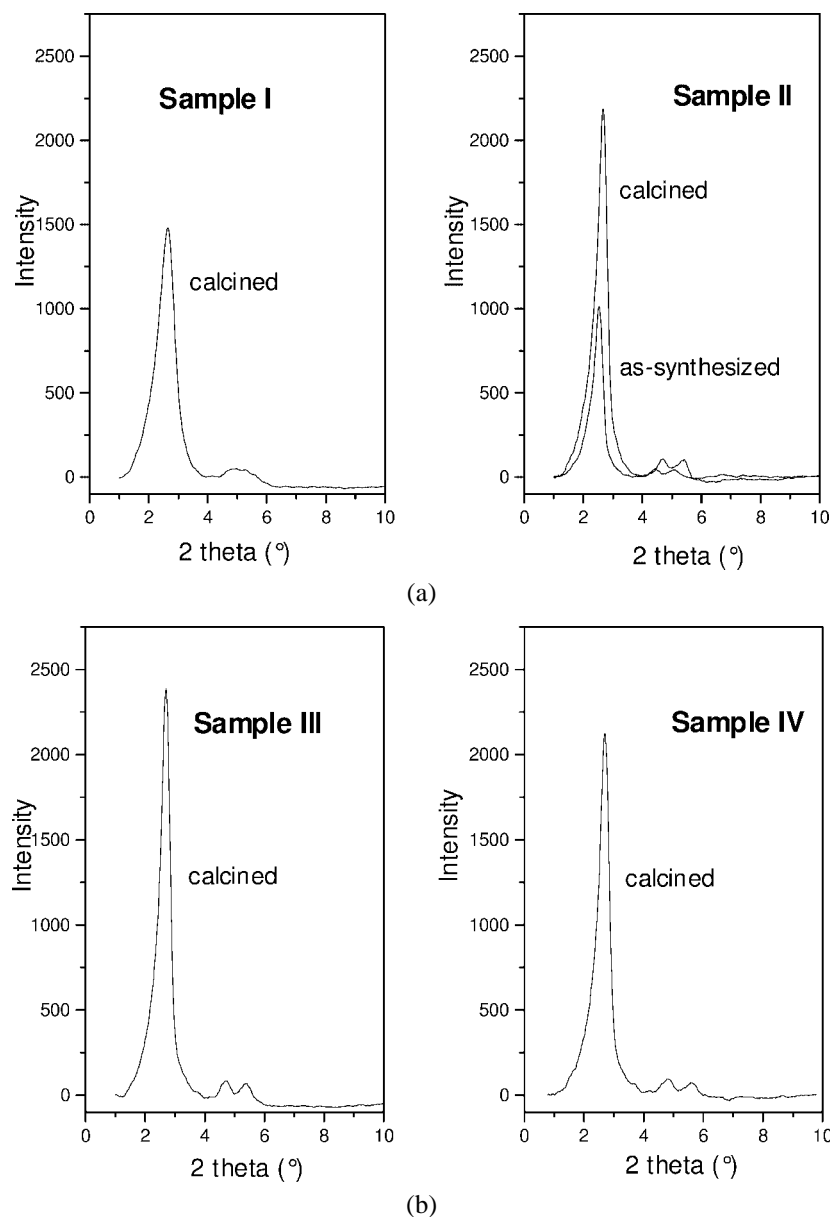 Sample I
calcined
Intensity
2500
2000
1500
1000
500
0
0 2 4 6 8 10
2 theta (°)
Sample II
calcined
as-synthesized
Intensity
2500
2000
1500
1000
500
0
0 2 4 6 8 10
2 theta (°)
(a)
Sample III
calcined
Intensity
2500
2000
1500
1000
500
0
0 2 4 6 8 10
2 theta (°)
Sample IV
calcined
Intensity
2500
2000
1500
1000
500
0
0 2 4 6 8 10
2 theta (°)
(b)